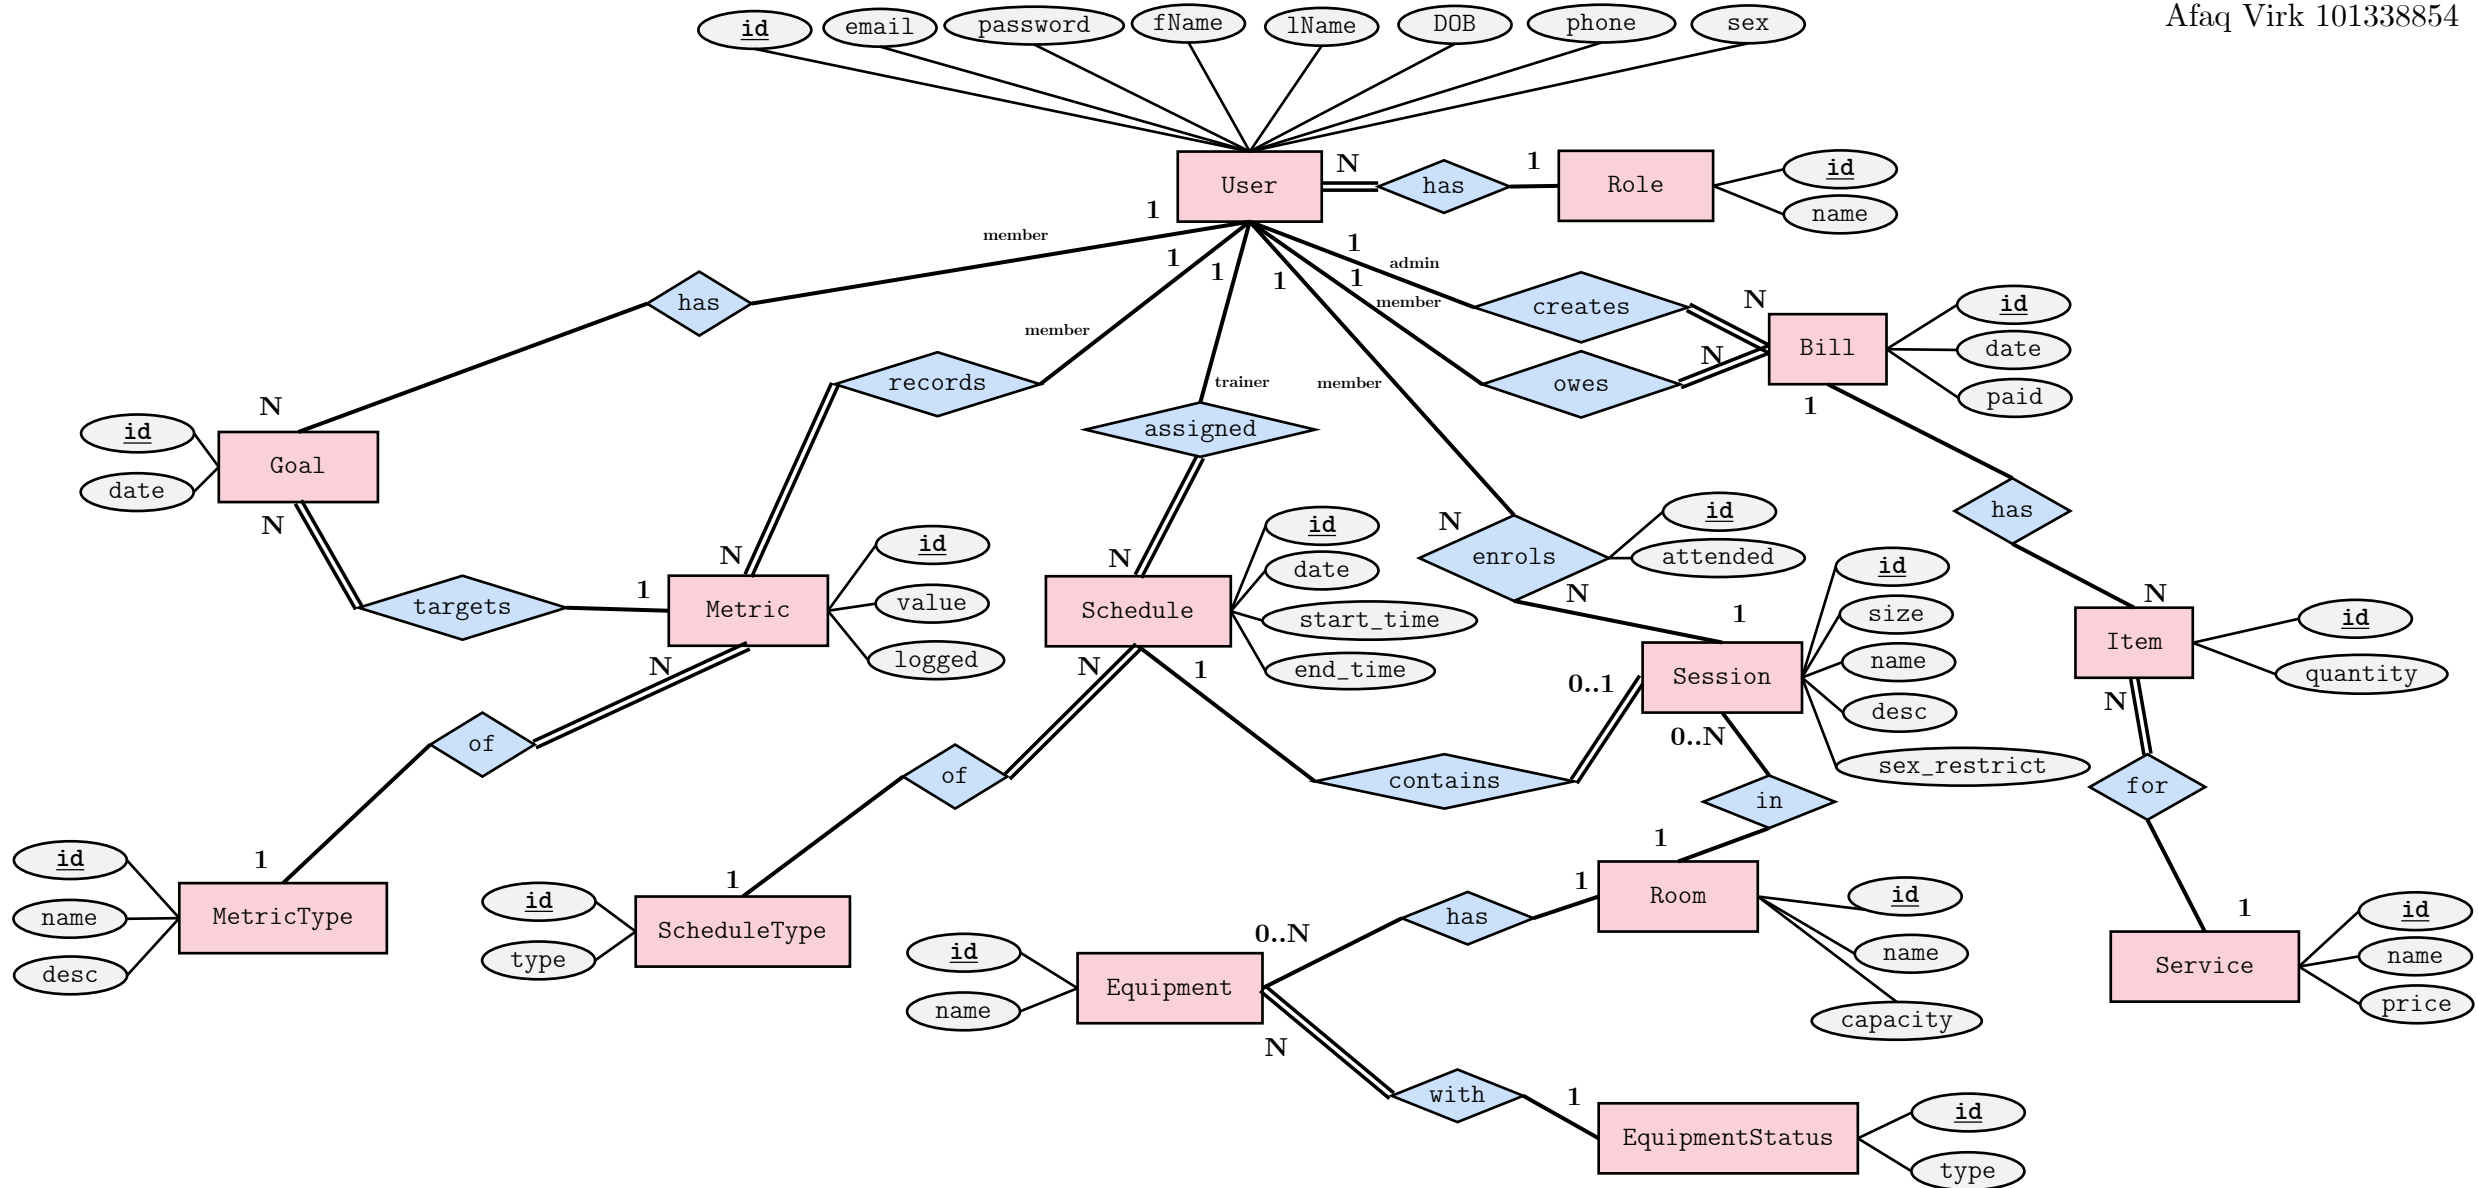 Afaq Virk 101338854
id email password fName lName DOB phone sex
User N has 1 Role
id
name
1
member
1
1
1
1
admin
1
member
has
member
records
trainer
member
creates
N
owes
N
Bill
id
date
paid
1
N
Goal
id
date
N
assigned
has
targets
1
N
Metric
id
value
logged
N
N
Schedule
id
date
start_time
end_time
N
1
N
enrols
N
id
attended
1
Session
id
size
name
desc
sex_restrict
0..1
0..N
N
Item
id
quantity
N
of
of
contains
in
for
1
MetricType
id
name
desc
1
ScheduleType
id
type
1
Room
id
name
capacity
1
has
0..N
Equipment
id
name
N
with
1
EquipmentStatus
id
type
1
Service
id
name
price